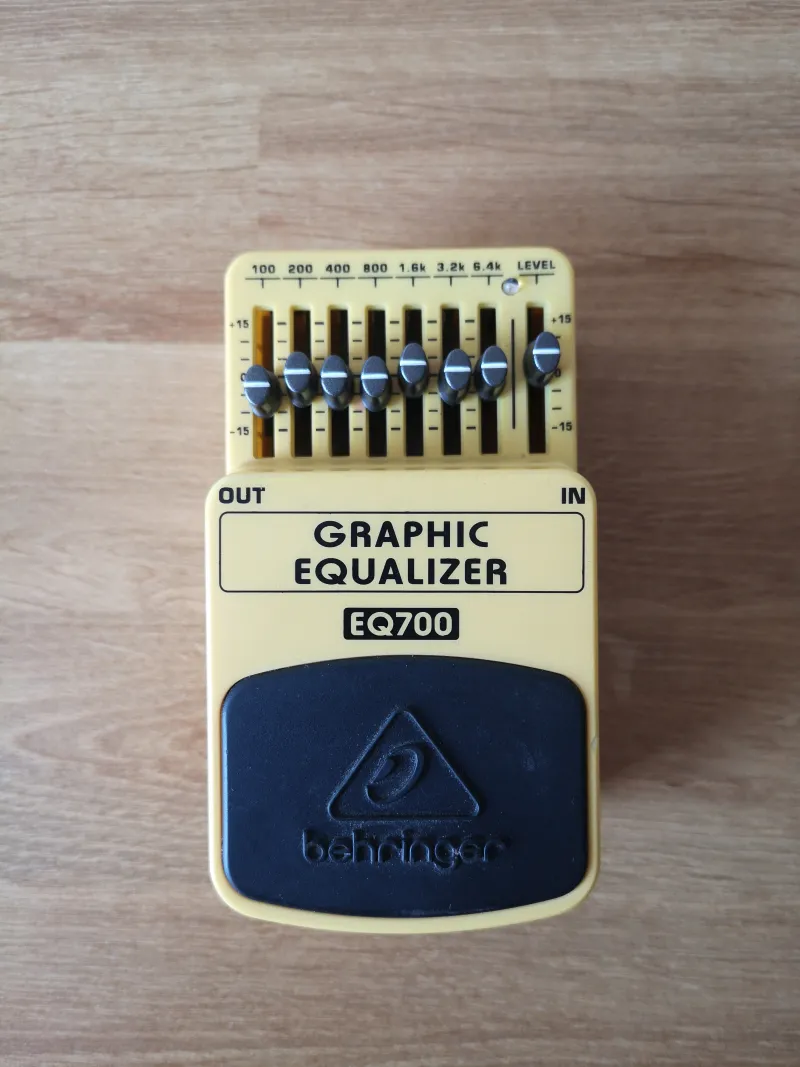 100 200 400 800 1.6k 3.2k 6.4k LEVEL
+15 +15
0 0
-15 -15
OUT IN
GRAPHIC
EQUALIZER
EQ700
behringer